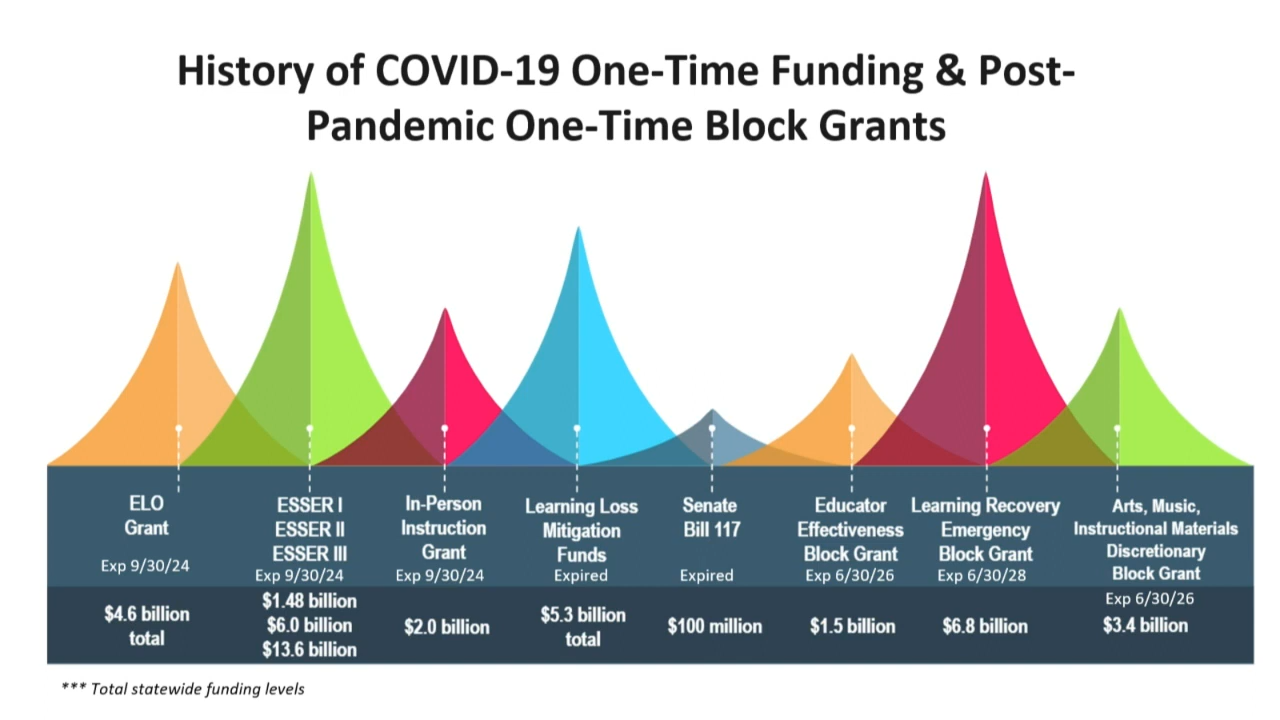 History of COVID-19 One-Time Funding & Post-
Pandemic One-Time Block Grants
ELO
Grant
Exp 9/30/24
$4.6 billion
total
ESSER I
ESSER II
ESSER III
Exp 9/30/24
$1.48 billion
$6.0 billion
$13.6 billion
In-Person
Instruction
Grant
Exp 9/30/24
$2.0 billion
Learning Loss
Mitigation
Funds
Expired
$5.3 billion
total
Senate
Bill 117
Expired
$100 million
Educator
Effectiveness
Block Grant
Exp 6/30/26
$1.5 billion
Learning Recovery
Emergency
Block Grant
Exp 6/30/28
$6.8 billion
Arts, Music,
Instructional Materials
Discretionary
Block Grant
Exp 6/30/26
$3.4 billion
*** Total statewide funding levels